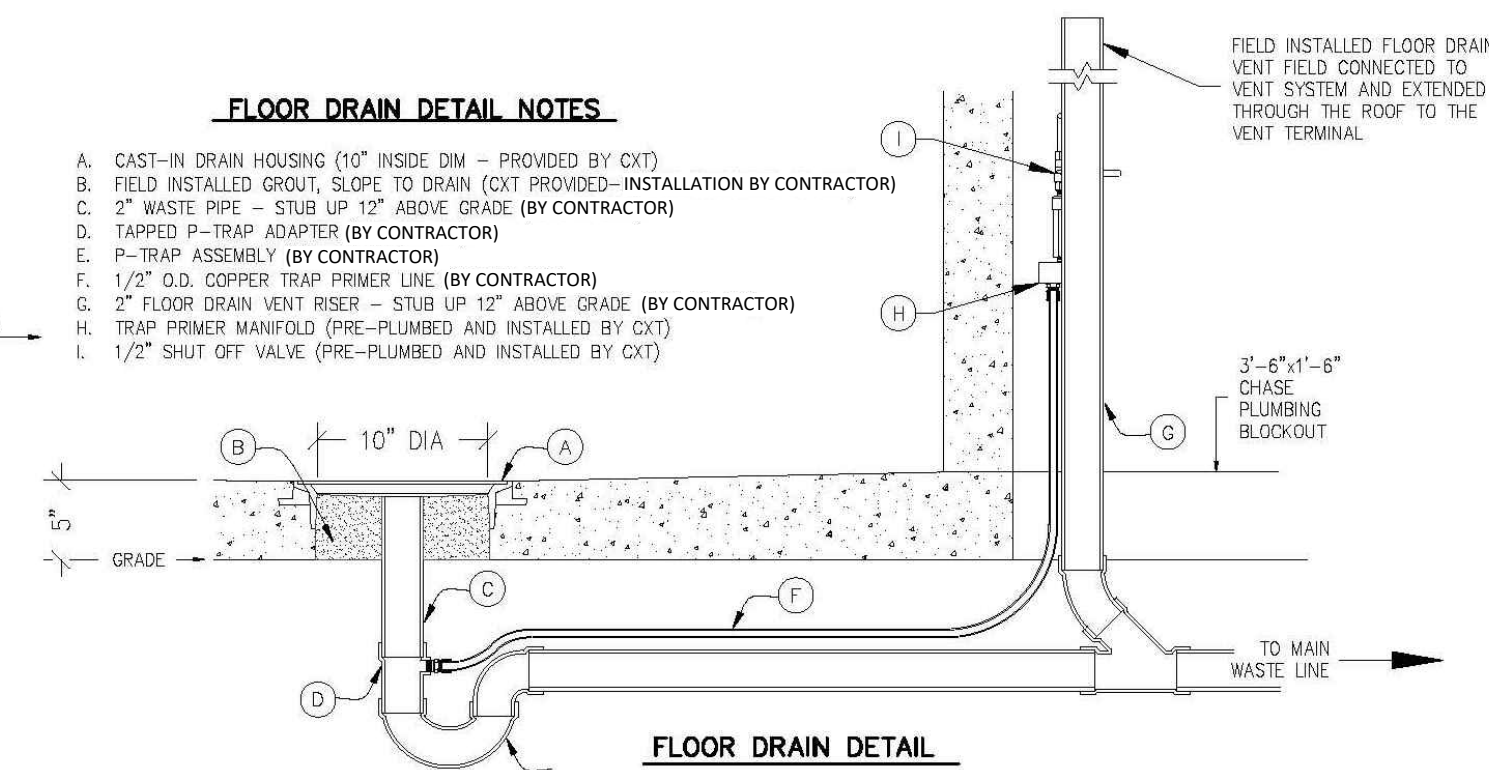 FLOOR DRAIN DETAIL NOTES
A. CAST-IN DRAIN HOUSING (10" INSIDE DIM - PROVIDED BY CXT)
B. FIELD INSTALLED GROUT, SLOPE TO DRAIN (CXT PROVIDED-INSTALLATION BY CONTRACTOR)
C. 2" WASTE PIPE - STUB UP 12" ABOVE GRADE (BY CONTRACTOR)
D. TAPPED P-TRAP ADAPTER (BY CONTRACTOR)
E. P-TRAP ASSEMBLY (BY CONTRACTOR)
F. 1/2" O.D. COPPER TRAP PRIMER LINE (BY CONTRACTOR)
G. 2" FLOOR DRAIN VENT RISER - STUB UP 12" ABOVE GRADE (BY CONTRACTOR)
H. TRAP PRIMER MANIFOLD (PRE-PLUMBED AND INSTALLED BY CXT)
I. 1/2" SHUT OFF VALVE (PRE-PLUMBED AND INSTALLED BY CXT)
FIELD INSTALLED FLOOR DRAIN
VENT FIELD CONNECTED TO
VENT SYSTEM AND EXTENDED
THROUGH THE ROOF TO THE
VENT TERMINAL
I
H
3'-6"x1'-6"
CHASE
PLUMBING
BLOCKOUT
G
B
10" DIA
A
5"
GRADE
C
F
D
TO MAIN
WASTE LINE
FLOOR DRAIN DETAIL